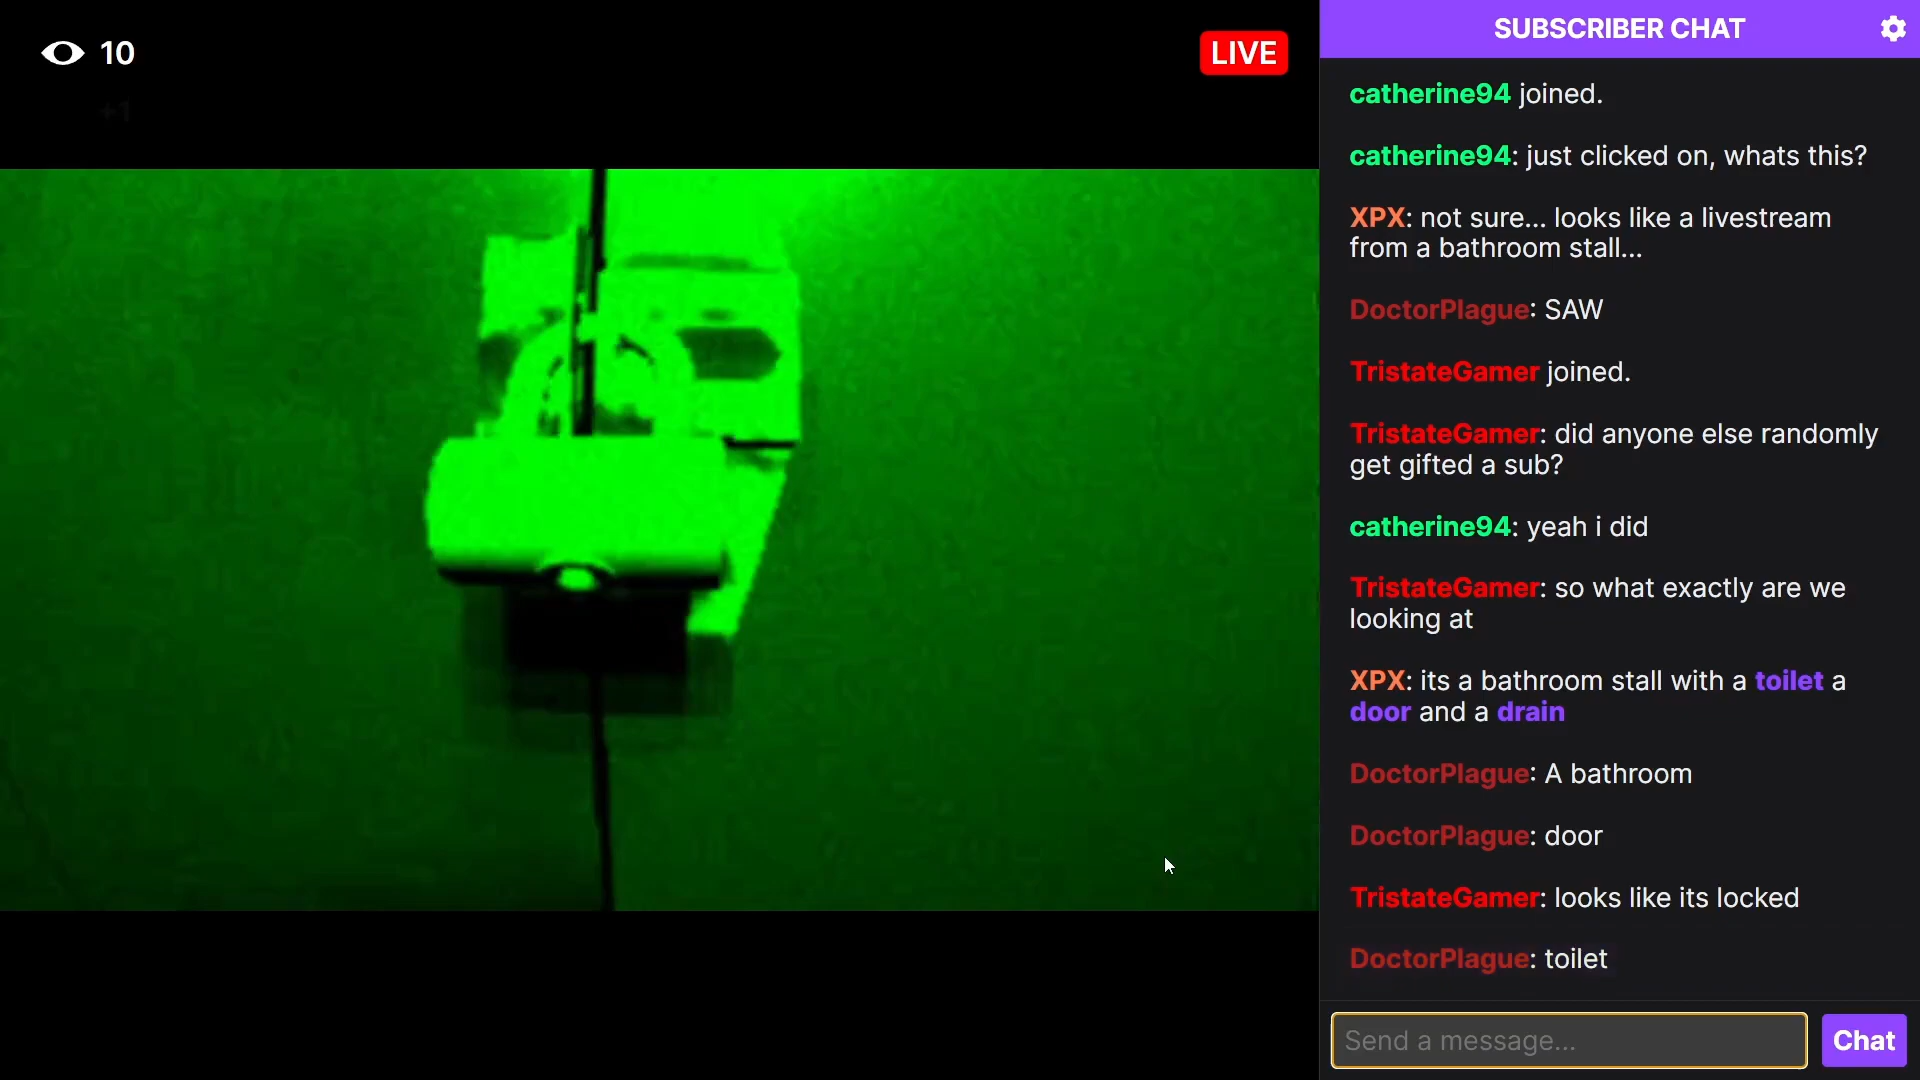 10
LIVE
+1
SUBSCRIBER CHAT
catherine94 joined.
catherine94: just clicked on, whats this?
XPX: not sure... looks like a livestream
from a bathroom stall...
DoctorPlague: SAW
TristateGamer joined.
TristateGamer: did anyone else randomly
get gifted a sub?
catherine94: yeah i did
TristateGamer: so what exactly are we
looking at
XPX: its a bathroom stall with a toilet a
door and a drain
DoctorPlague: A bathroom
DoctorPlague: door
TristateGamer: looks like its locked
DoctorPlague: toilet
Send a message...
Chat